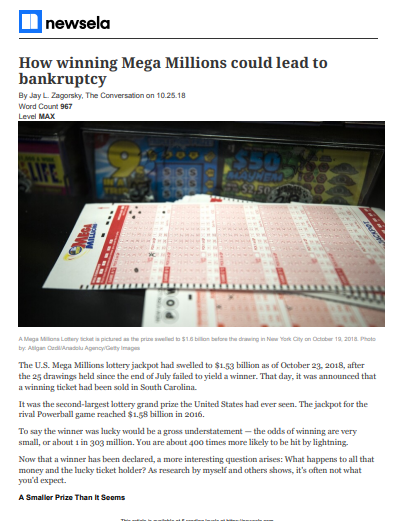 newsela
How winning Mega Millions could lead to
bankruptcy
By Jay L. Zagorsky, The Conversation on 10.25.18
Word Count 967
Level MAX
9
$50
LIFE
MEGA
MILLIONS
POW
A Mega Millions Lottery ticket is pictured as the prize swelled to $1.6 billion before the drawing in New York City on October 19, 2018. Photo
by: Atilgan Ozdil/Anadolu Agency/Getty Images
The U.S. Mega Millions lottery jackpot had swelled to $1.53 billion as of October 23, 2018, after
the 25 drawings held since the end of July failed to yield a winner. That day, it was announced that
a winning ticket had been sold in South Carolina.
It was the second-largest lottery grand prize the United States had ever seen. The jackpot for the
rival Powerball game reached $1.58 billion in 2016.
To say the winner was lucky would be a gross understatement — the odds of winning are very
small, or about 1 in 303 million. You are about 400 times more likely to be hit by lightning.
Now that a winner has been declared, a more interesting question arises: What happens to all that
money and the lucky ticket holder? As research by myself and others shows, it's often not what
you'd expect.
A Smaller Prize Than It Seems
This article is available at 5 reading levels at https://newsela.com.